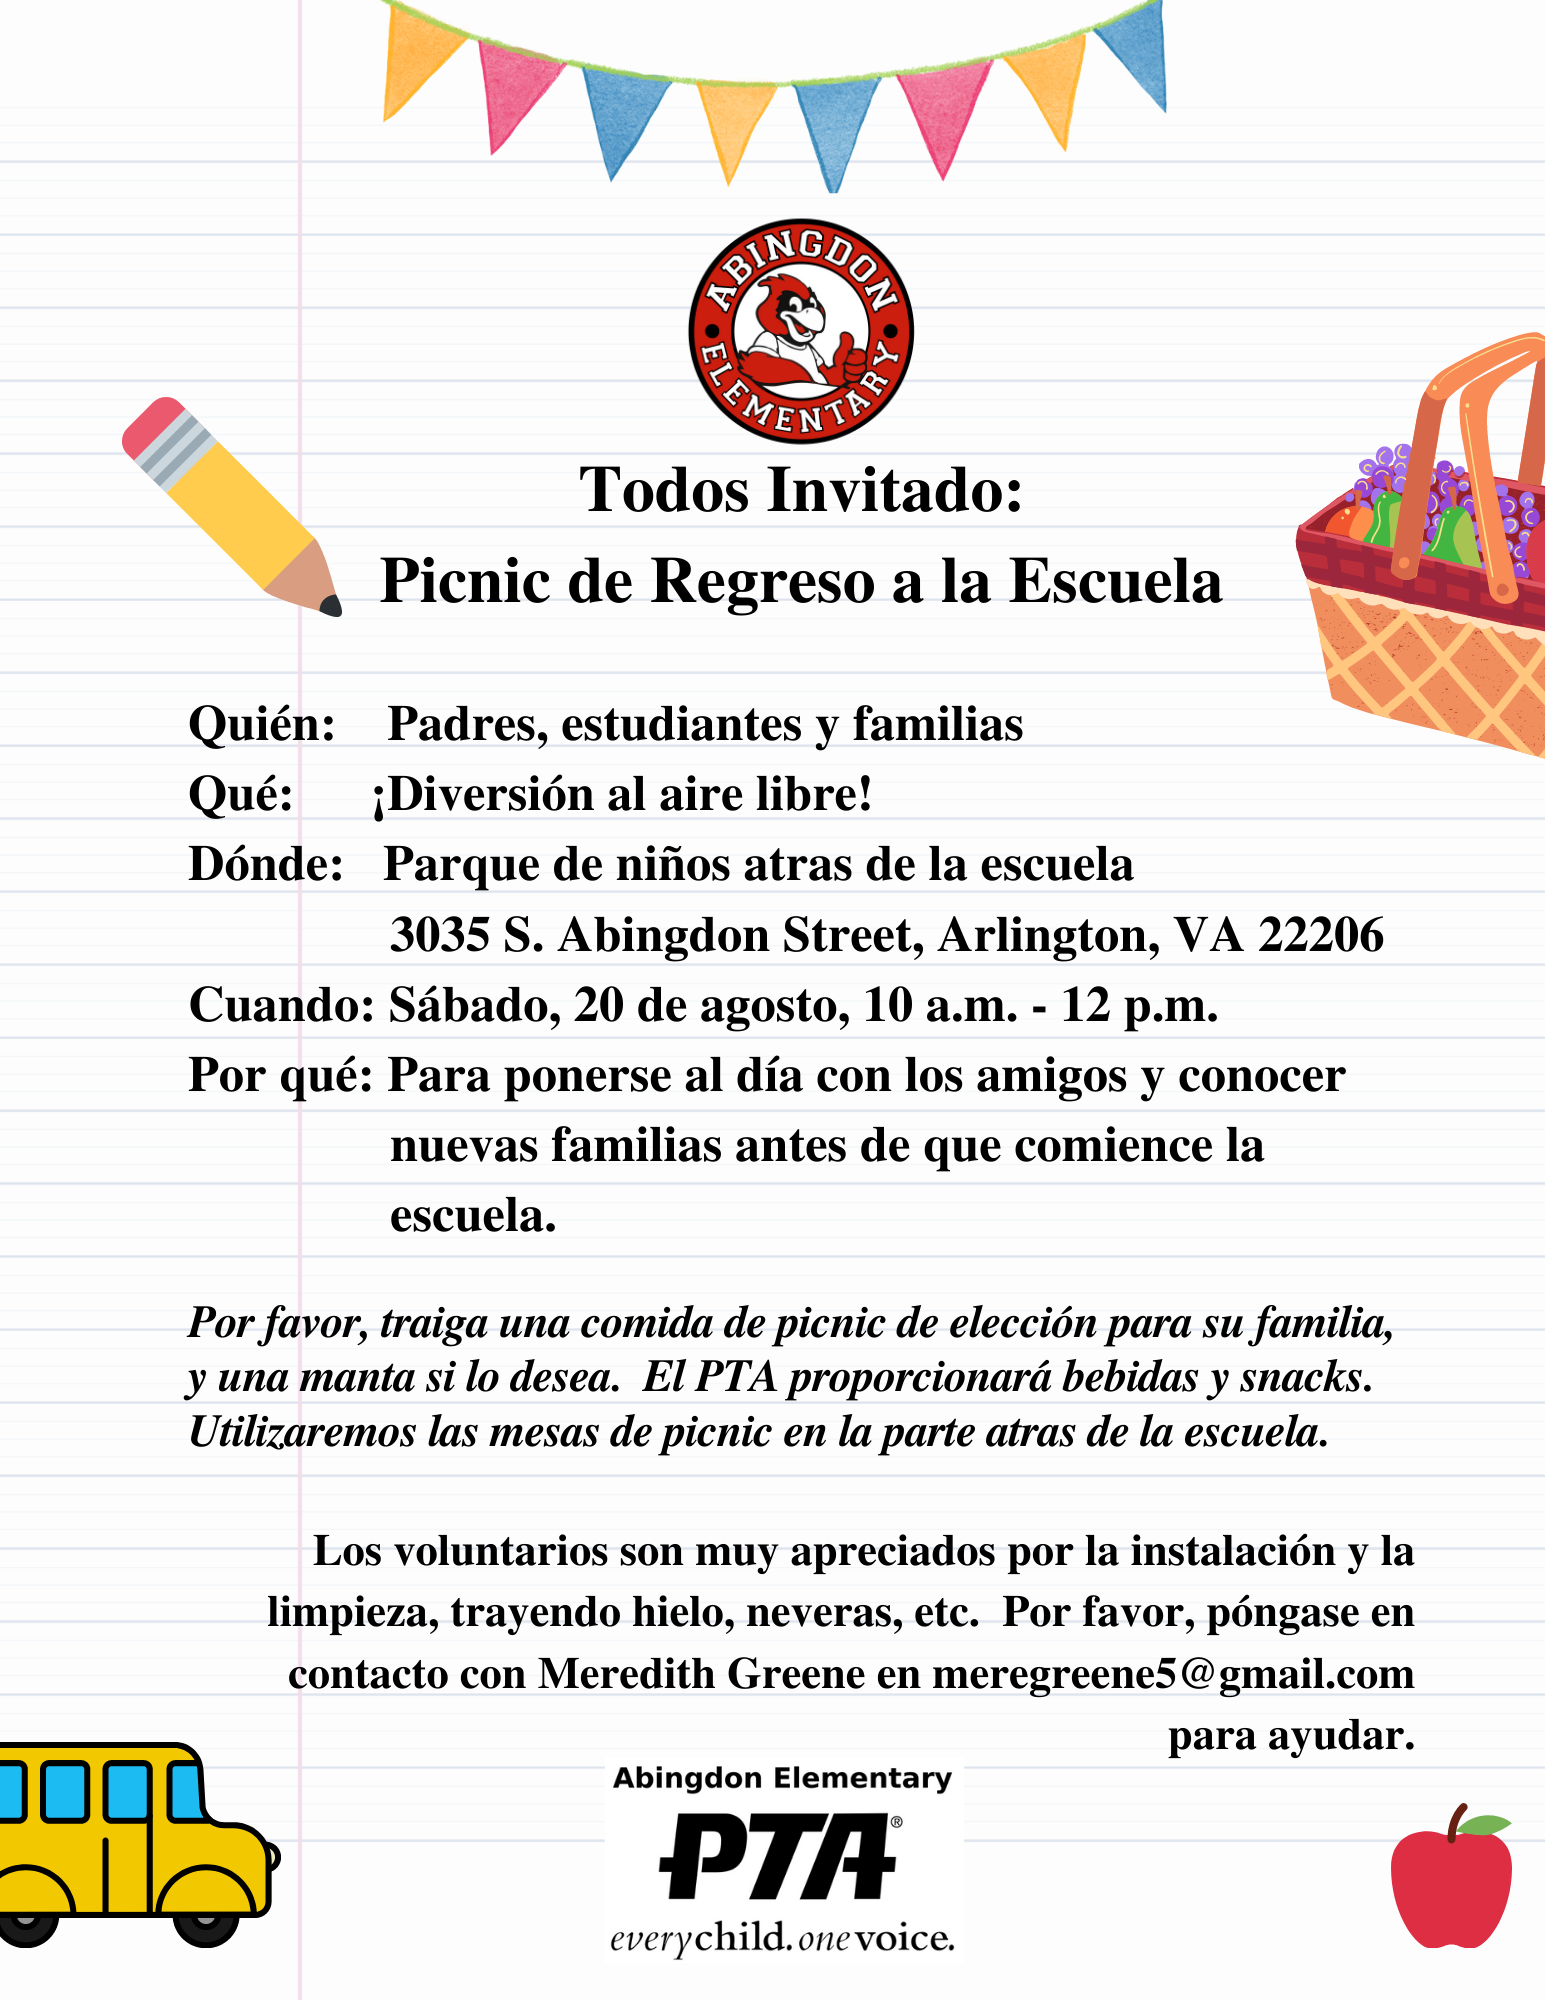 ABINGDON
ELEMENTARY
Todos Invitado:
Picnic de Regreso a la Escuela
Quién: Padres, estudiantes y familias
Qué: ¡Diversión al aire libre!
Dónde: Parque de niños atras de la escuela
3035 S. Abingdon Street, Arlington, VA 22206
Cuando: Sábado, 20 de agosto, 10 a.m. - 12 p.m.
Por qué: Para ponerse al día con los amigos y conocer
nuevas familias antes de que comience la
escuela.
Por favor, traiga una comida de picnic de elección para su familia,
y una manta si lo desea. El PTA proporcionará bebidas y snacks.
Utilizaremos las mesas de picnic en la parte atras de la escuela.
Los voluntarios son muy apreciados por la instalación y la
limpieza, trayendo hielo, neveras, etc. Por favor, póngase en
contacto con Meredith Greene en meregreene5@gmail.com
para ayudar.
Abingdon Elementary
PTA®
everychild.onevoice.